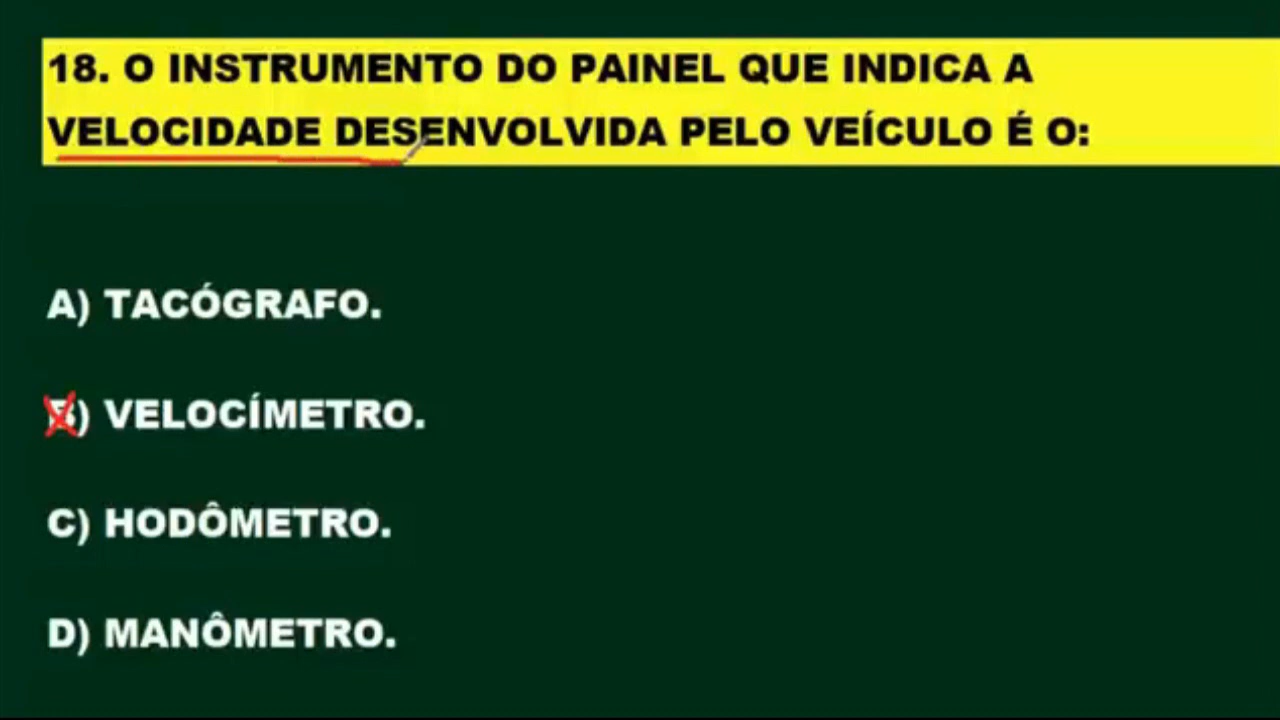 18. O INSTRUMENTO DO PAINEL QUE INDICA A
VELOCIDADE DESENVOLVIDA PELO VEÍCULO É O:
A) TACÓGRAFO.
B) VELOCÍMETRO.
C) HODÔMETRO.
D) MANÔMETRO.